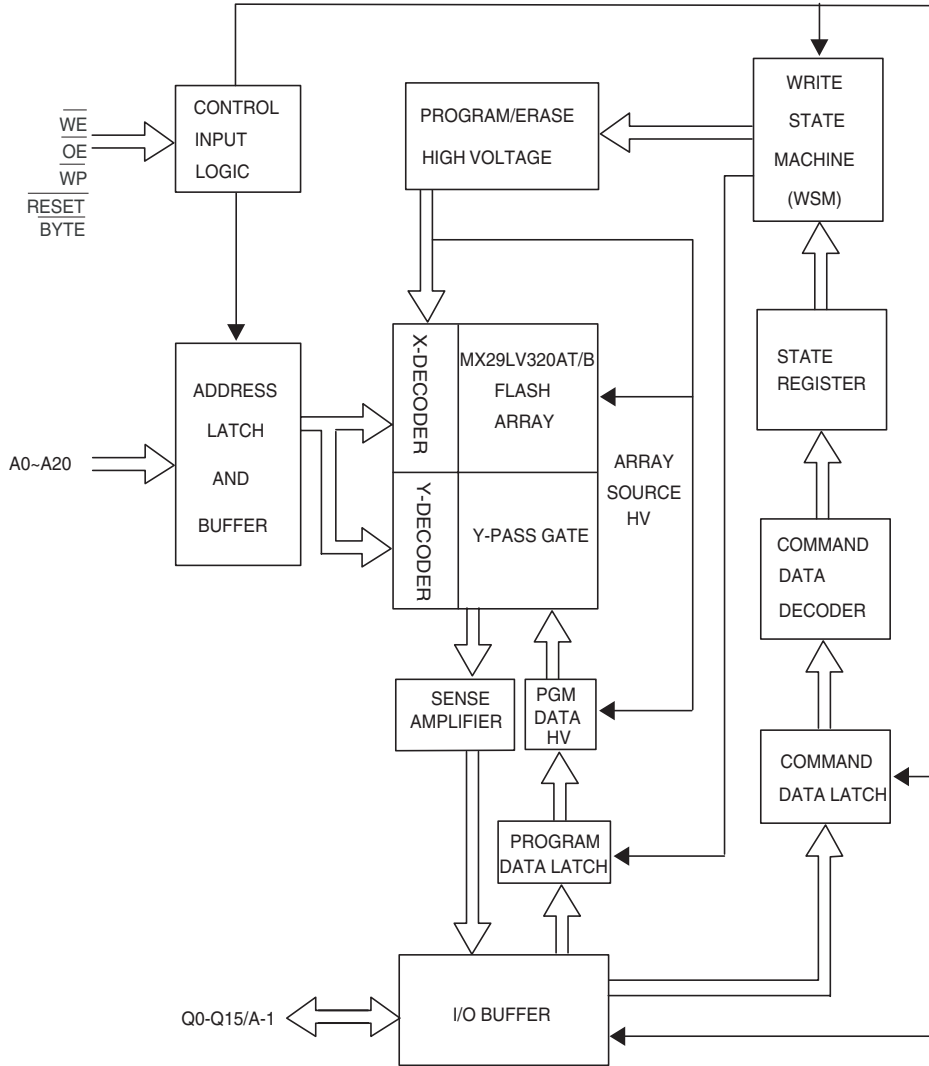 WE
OE
WP
RESET
BYTE
CONTROL
INPUT
LOGIC
PROGRAM/ERASE
HIGH VOLTAGE
WRITE
STATE
MACHINE
(WSM)
A0~A20
ADDRESS
LATCH
AND
BUFFER
X-DECODER
MX29LV320AT/B
FLASH
ARRAY
Y-DECODER
Y-PASS GATE
ARRAY
SOURCE
HV
STATE
REGISTER
COMMAND
DATA
DECODER
SENSE
AMPLIFIER
PGM
DATA
HV
COMMAND
DATA LATCH
PROGRAM
DATA LATCH
Q0-Q15/A-1
I/O BUFFER